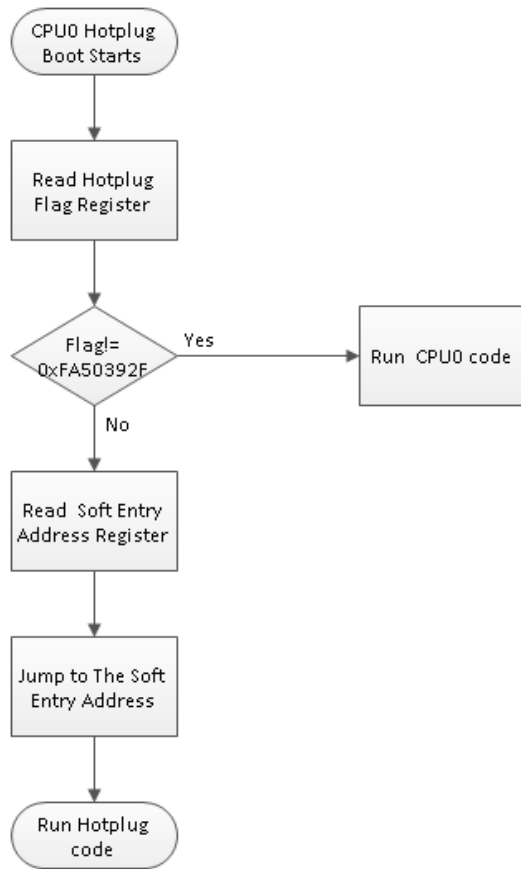 CPU0 Hotplug
Boot Starts
Read Hotplug
Flag Register
Flag!=
0xFA50392F
Yes
Run CPU0 code
No
Read Soft Entry
Address Register
Jump to The Soft
Entry Address
Run Hotplug
code